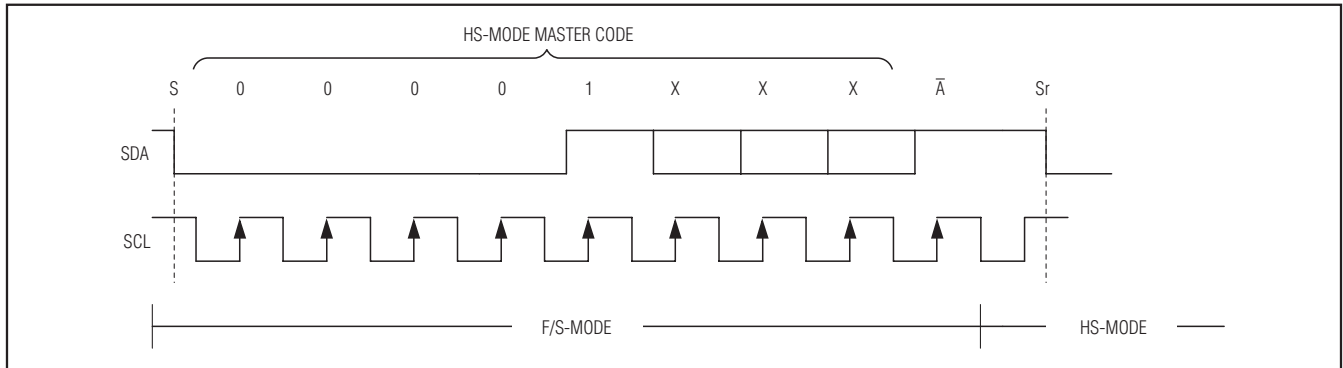 HS-MODE MASTER CODE
S 0 0 0 0 1 X X X A̅ Sr
SDA
SCL
F/S-MODE HS-MODE